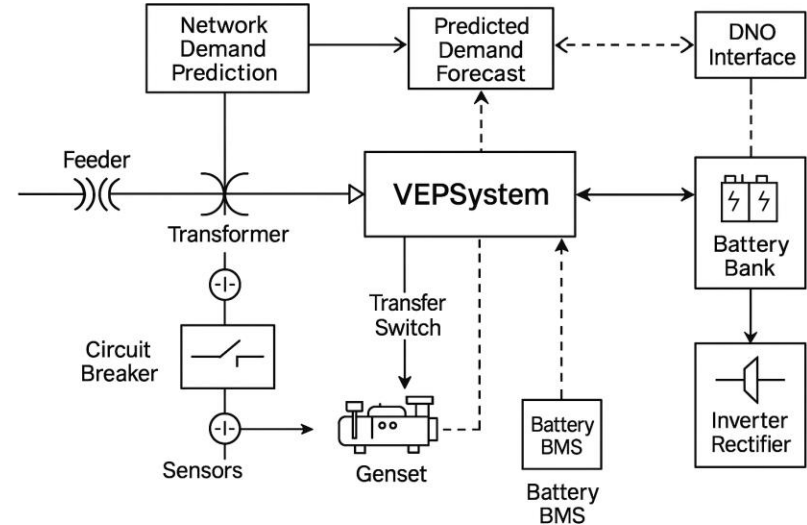 Network
Demand
Prediction
Predicted
Demand
Forecast
DNO
Interface
Feeder
Transformer
VEPSystem
Battery
Bank
Transfer
Switch
Circuit
Breaker
Sensors
Genset
Battery
BMS
Battery
BMS
Inverter
Rectifier